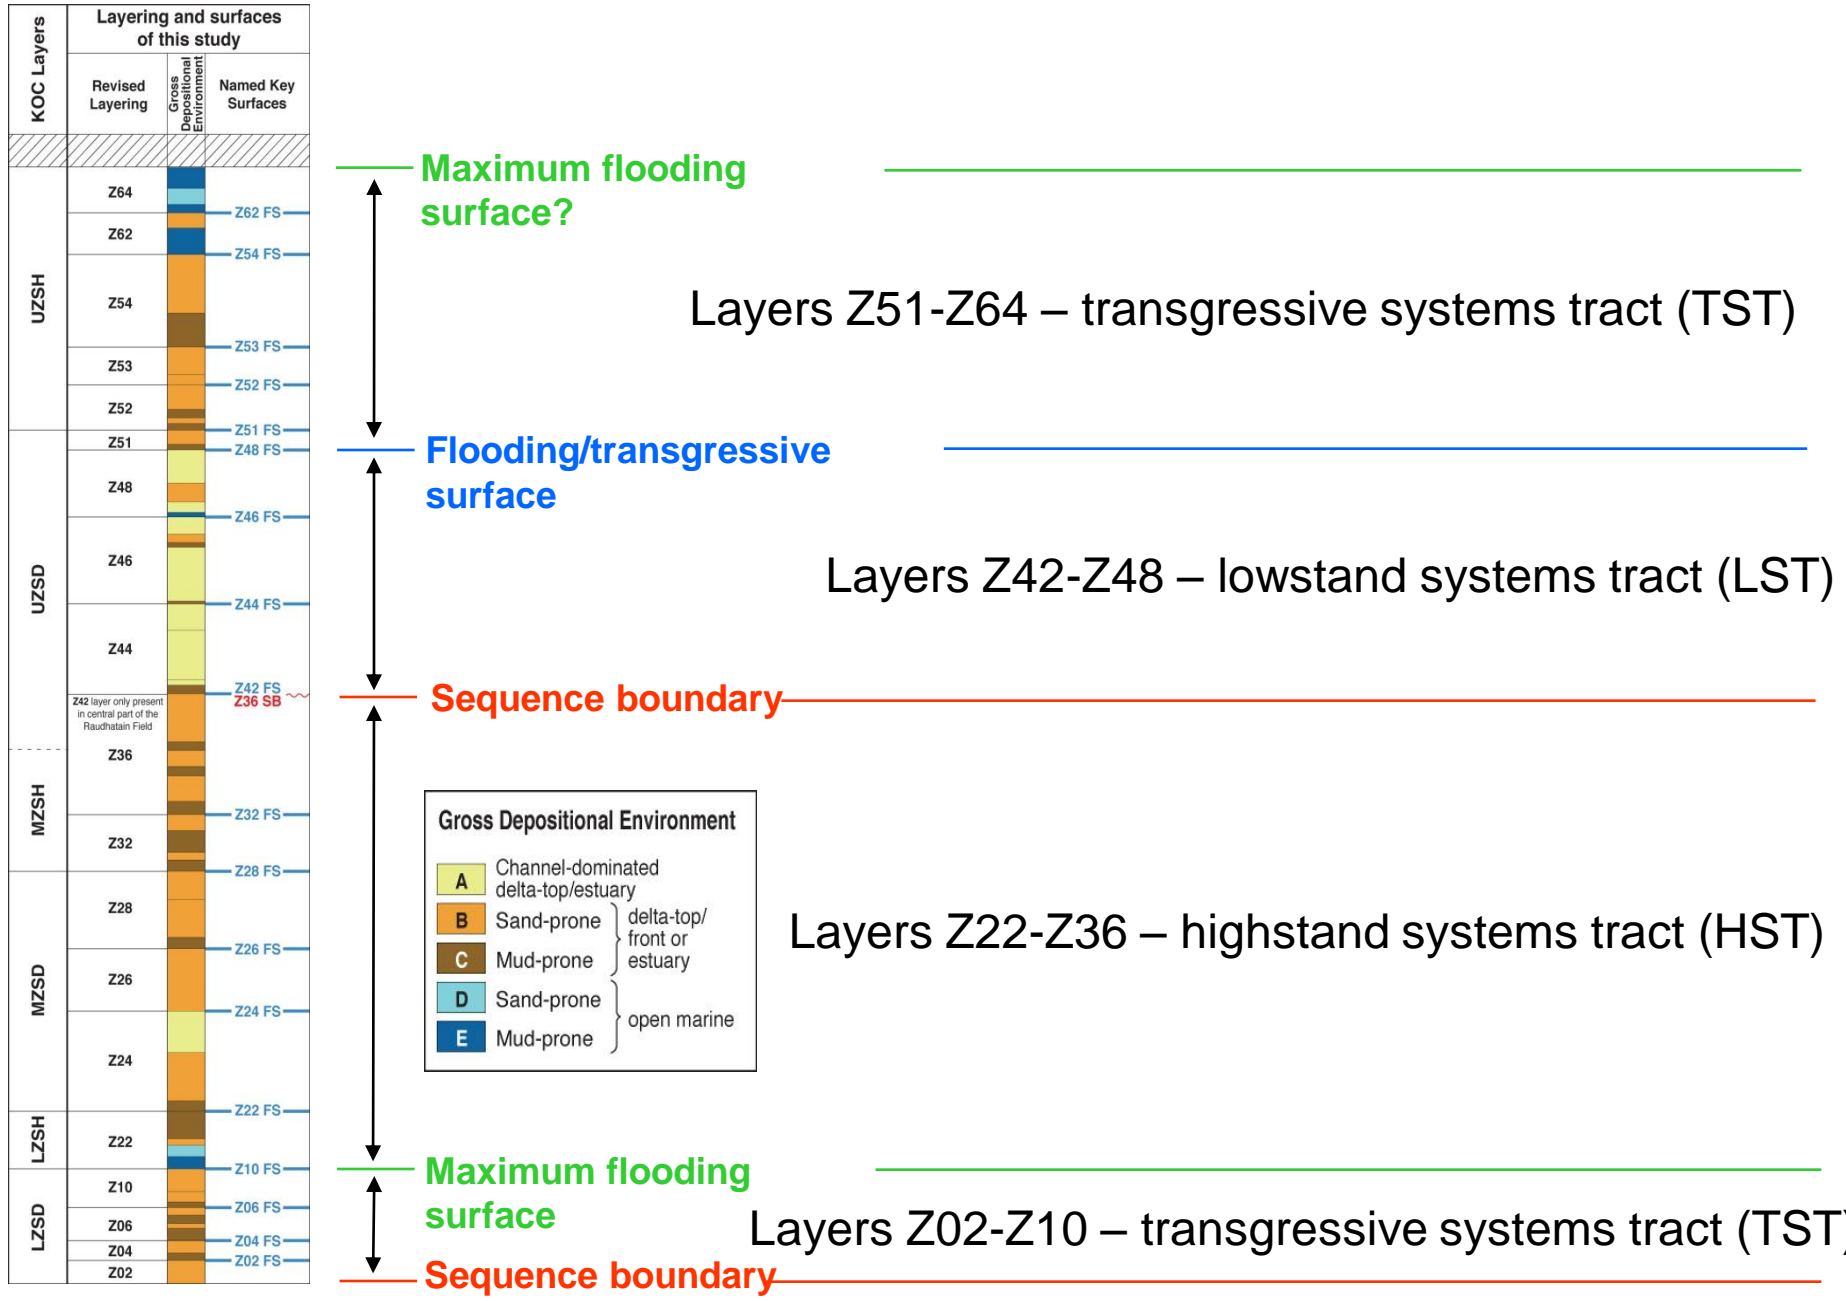 KOC Layers
Layering and surfaces
of this study
Revised
Layering
Gross
Depositional
Environment
Named Key
Surfaces
UZSH
UZSD
MZSH
MZSD
LZSH
LZSD
Z64
Z62
Z54
Z53
Z52
Z51
Z48
Z46
Z44
Z42 layer only present
in central part of the
Raudhatain Field
Z36
Z32
Z28
Z26
Z24
Z22
Z10
Z06
Z04
Z02
Z62 FS
Z54 FS
Z53 FS
Z52 FS
Z51 FS
Z48 FS
Z46 FS
Z44 FS
Z42 FS
Z36 SB
Z32 FS
Z28 FS
Z26 FS
Z24 FS
Z22 FS
Z10 FS
Z06 FS
Z04 FS
Z02 FS
Maximum flooding
surface?
Layers Z51-Z64 – transgressive systems tract (TST)
Flooding/transgressive
surface
Layers Z42-Z48 – lowstand systems tract (LST)
Sequence boundary
Gross Depositional Environment
A Channel-dominated
delta-top/estuary
B Sand-prone
C Mud-prone
delta-top/
front or
estuary
D Sand-prone
E Mud-prone
open marine
Layers Z22-Z36 – highstand systems tract (HST)
Maximum flooding
surface
Layers Z02-Z10 – transgressive systems tract (TST)
Sequence boundary